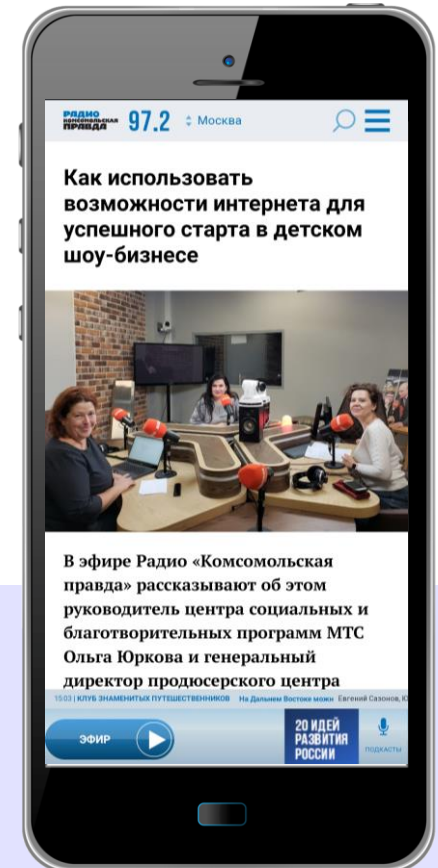 РАДИО
КОМСОМОЛЬСКАЯ
ПРАВДА
97.2
Москва
Как использовать
возможности интернета для
успешного старта в детском
шоу-бизнесе
В эфире Радио «Комсомольская
правда» рассказывают об этом
руководитель центра социальных и
благотворительных программ МТС
Ольга Юркова и генеральный
директор продюсерского центра
15:03 | КЛУБ ЗНАМЕНИТЫХ ПУТЕШЕСТВЕННИКОВ На Дальнем Востоке можн Евгений Сазонов, Ю
ЭФИР
20 ИДЕЙ
РАЗВИТИЯ
РОССИИ
ПОДКАСТЫ